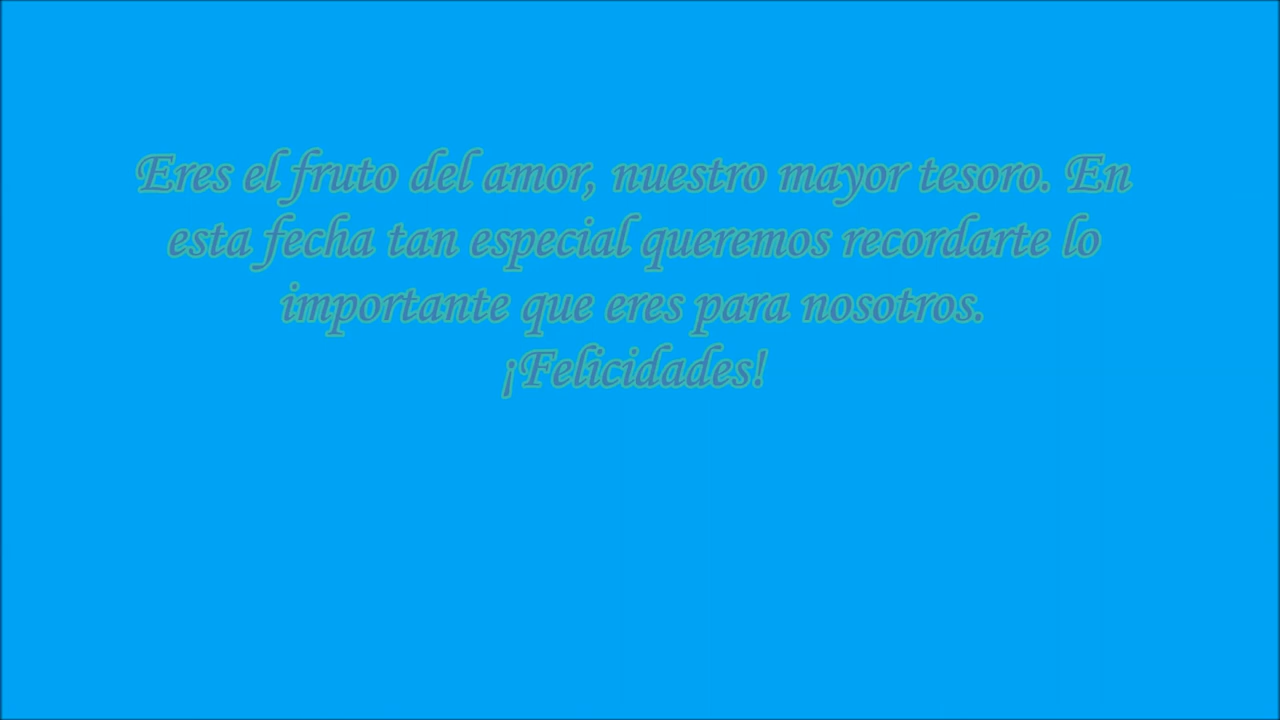 Eres el fruto del amor, nuestro mayor tesoro. En
esta fecha tan especial queremos recordarte lo
importante que eres para nosotros.
¡Felicidades!